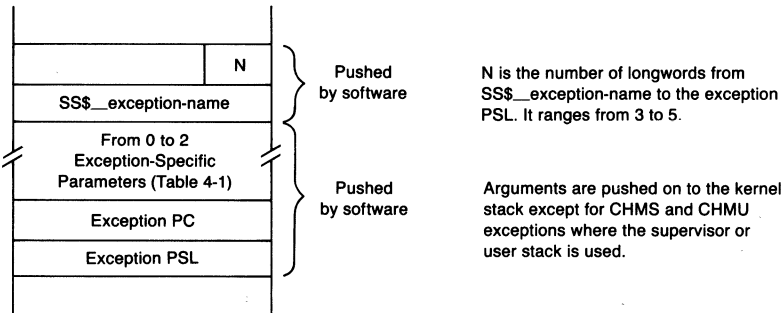 N
SS$__exception-name
Pushed
by software
N is the number of longwords from
SS$__exception-name to the exception
PSL. It ranges from 3 to 5.
From 0 to 2
Exception-Specific
Parameters (Table 4-1)
Exception PC
Exception PSL
Pushed
by software
Arguments are pushed on to the kernel
stack except for CHMS and CHMU
exceptions where the supervisor or
user stack is used.